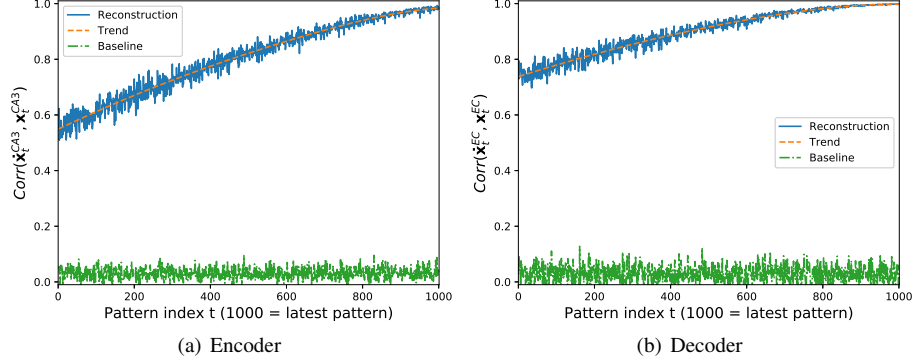 Reconstruction
Trend
Baseline
1.0
0.8
0.6
0.4
0.2
0.0
Corr(ẋ_t^{CA3}, x_t^{CA3})
0 200 400 600 800 1000
Pattern index t (1000 = latest pattern)
(a) Encoder
Reconstruction
Trend
Baseline
1.0
0.8
0.6
0.4
0.2
0.0
Corr(ẋ_t^{EC}, x_t^{EC})
0 200 400 600 800 1000
Pattern index t (1000 = latest pattern)
(b) Decoder